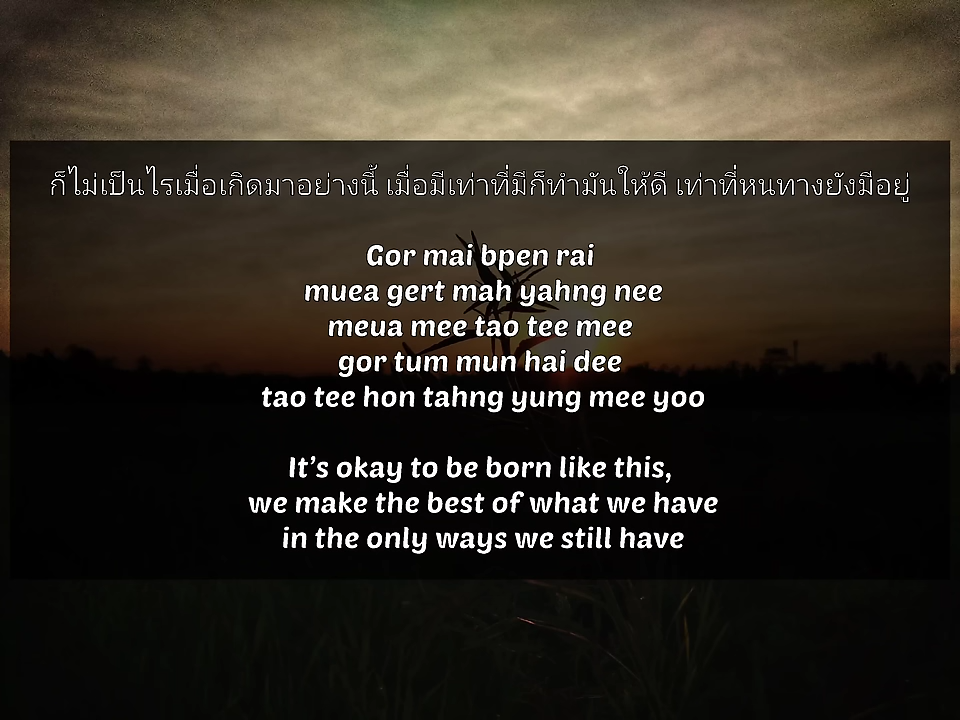 ก็ไม่เป็นไรเมื่อเกิดมาอย่างนี้ เมื่อมีเท่าที่มีก็ทำมันให้ดี เท่าที่หนทางยังมีอยู่
Gor mai bpen rai
muea gert mah yahng nee
meua mee tao tee mee
gor tum mun hai dee
tao tee hon tahng yung mee yoo
It’s okay to be born like this,
we make the best of what we have
in the only ways we still have